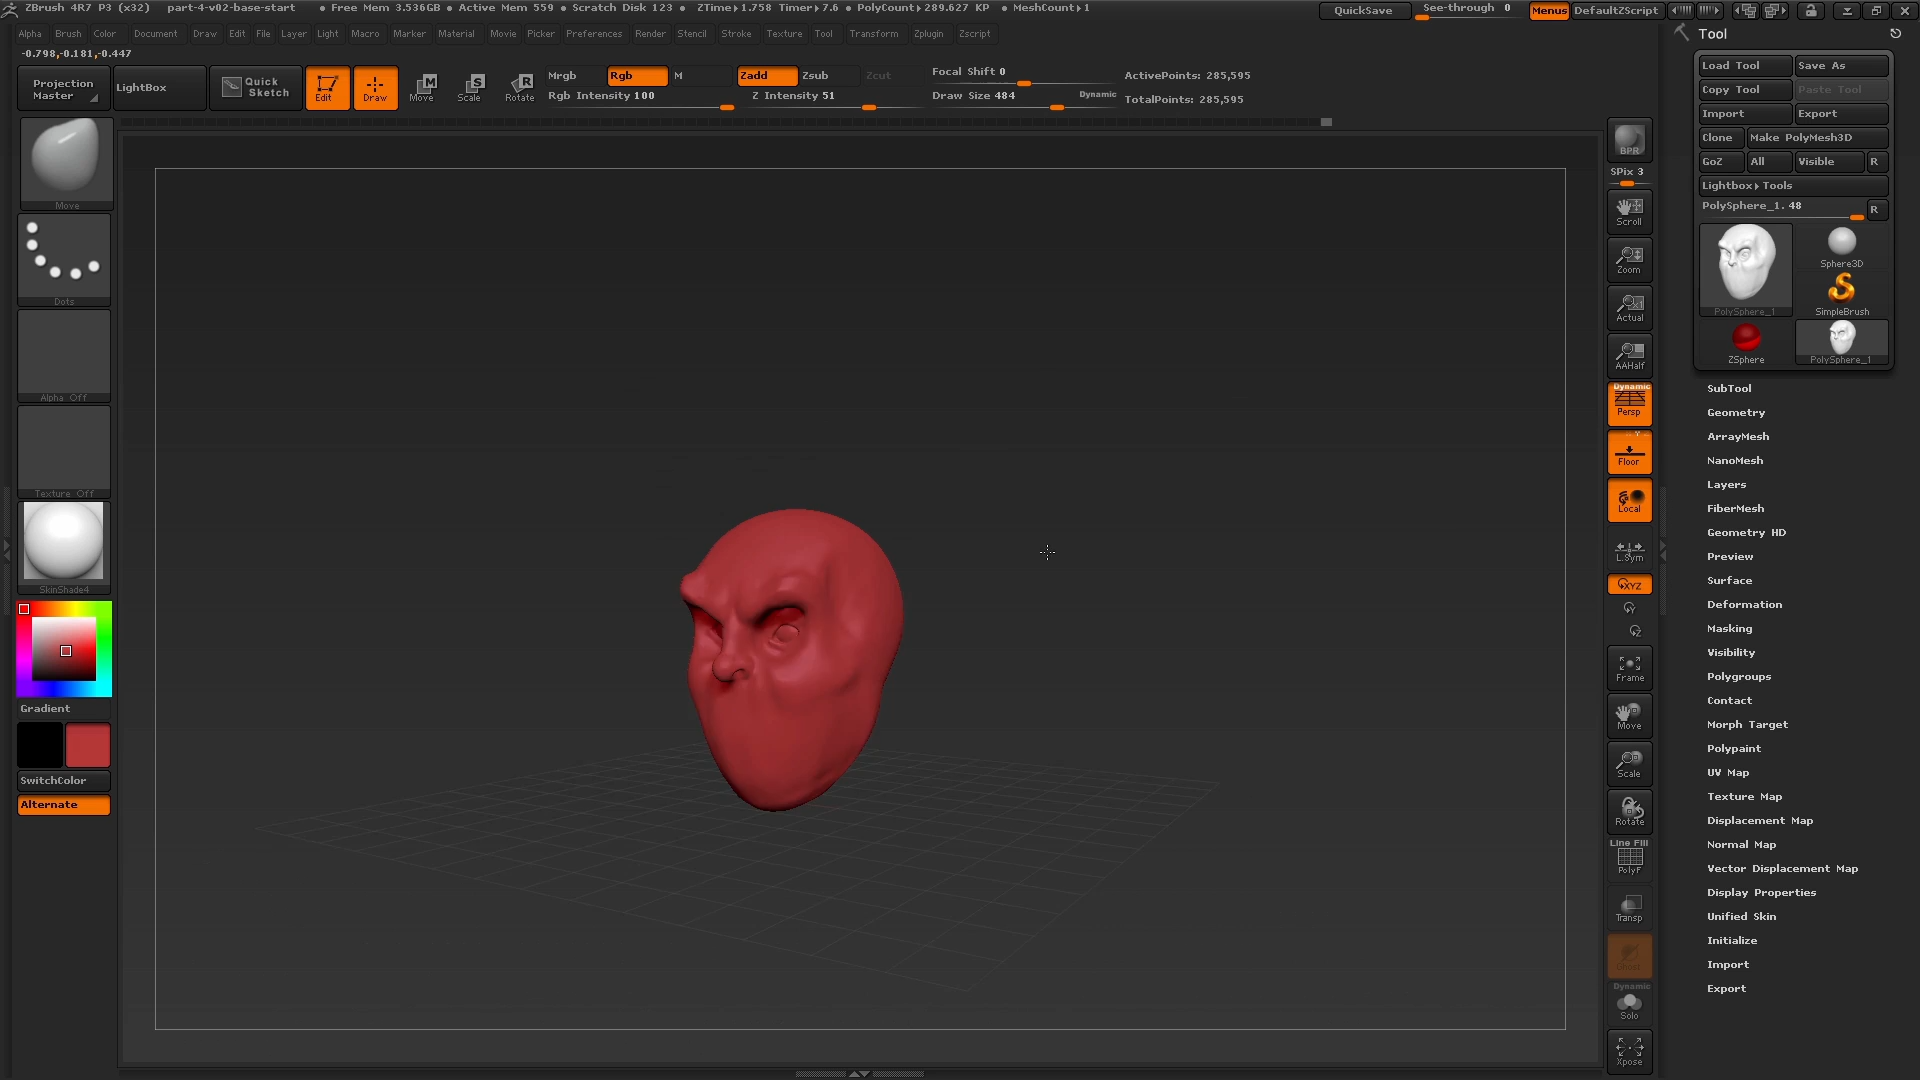 ZBrush 4R7 P3 (x32) part-4-v02-base-start • Free Mem 3.536GB • Active Mem 559 • Scratch Disk 123 • ZTime▸1.758 Timer▸7.6 • PolyCount▸289.627 KP • MeshCount▸1
QuickSave
See-through 0
Menus
DefaultZScript
Alpha Brush Color Document Draw Edit File Layer Light Macro Marker Material Movie Picker Preferences Render Stencil Stroke Texture Tool Transform Zplugin Zscript
-0.798,-0.181,-0.447
Projection
Master
LightBox
Quick
Sketch
Edit
Draw
Move
Scale
Rotate
Mrgb Rgb M
Rgb Intensity 100
Zadd Zsub Zcut
Z Intensity 51
Focal Shift 0
Draw Size 484
Dynamic
ActivePoints: 285,595
TotalPoints: 285,595
Move
Dots
Alpha Off
Texture Off
SkinShade4
Gradient
SwitchColor
Alternate
BPR
SPix 3
Scroll
Zoom
Actual
AAHalf
Dynamic
Persp
Floor
Local
L.Sym
XYZ
Frame
Move
Scale
Rotate
Line Fill
PolyF
Transp
Ghost
Dynamic
Solo
Xpose
Tool
Load Tool
Save As
Copy Tool
Paste Tool
Import
Export
Clone
Make PolyMesh3D
GoZ
All
Visible
R
Lightbox▸Tools
PolySphere_1. 48
R
PolySphere_1
Sphere3D
SimpleBrush
ZSphere
PolySphere_1
SubTool
Geometry
ArrayMesh
NanoMesh
Layers
FiberMesh
Geometry HD
Preview
Surface
Deformation
Masking
Visibility
Polygroups
Contact
Morph Target
Polypaint
UV Map
Texture Map
Displacement Map
Normal Map
Vector Displacement Map
Display Properties
Unified Skin
Initialize
Import
Export